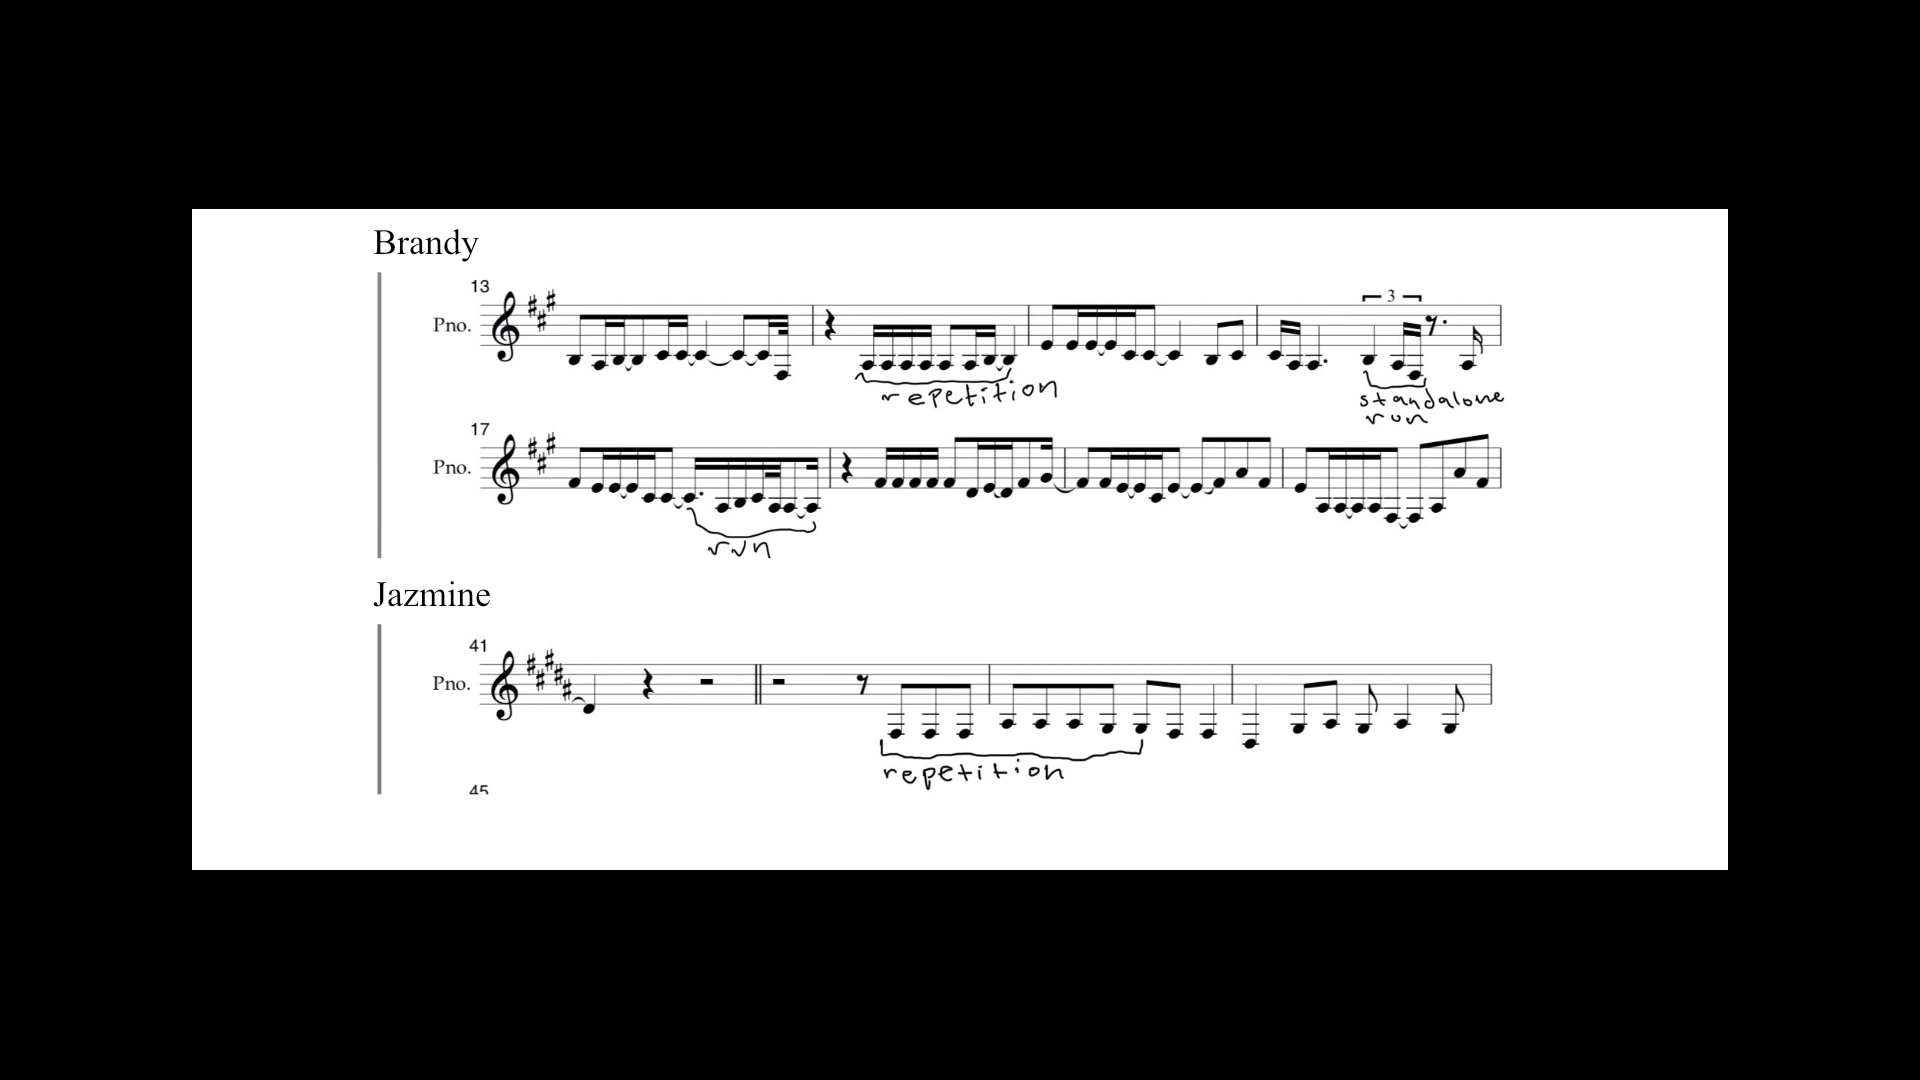 Brandy
13
Pno.
3
repetition
standalone
run
17
Pno.
run
Jazmine
41
Pno.
repetition
45